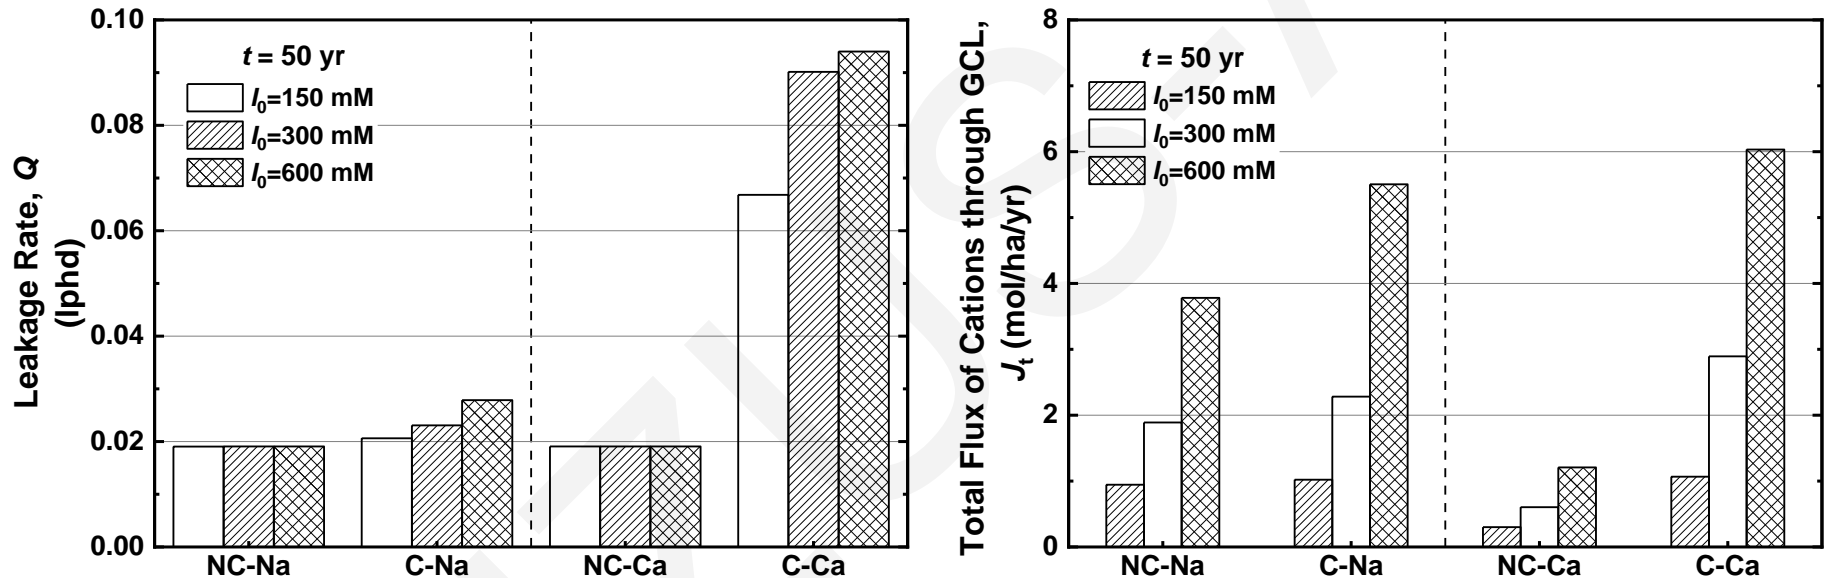 Leakage Rate, Q
(lphd)
0.10
0.08
0.06
0.04
0.02
0.00
t = 50 yr
I₀=150 mM
I₀=300 mM
I₀=600 mM
NC-Na
C-Na
NC-Ca
C-Ca
Total Flux of Cations through GCL,
Jₜ (mol/ha/yr)
8
6
4
2
0
t = 50 yr
I₀=150 mM
I₀=300 mM
I₀=600 mM
NC-Na
C-Na
NC-Ca
C-Ca